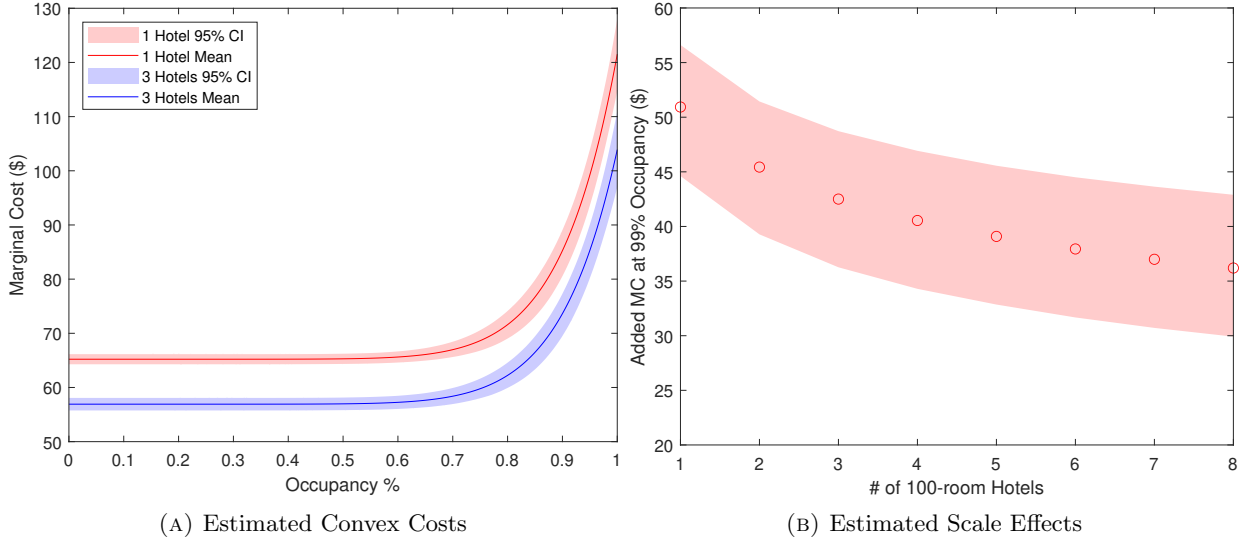 130
120
110
100
90
80
70
60
50
Marginal Cost ($)
1 Hotel 95% CI
1 Hotel Mean
3 Hotels 95% CI
3 Hotels Mean
0 0.1 0.2 0.3 0.4 0.5 0.6 0.7 0.8 0.9 1
Occupancy %
(A) Estimated Convex Costs
60
55
50
45
40
35
30
25
20
Added MC at 99% Occupancy ($)
1 2 3 4 5 6 7 8
# of 100-room Hotels
(B) Estimated Scale Effects